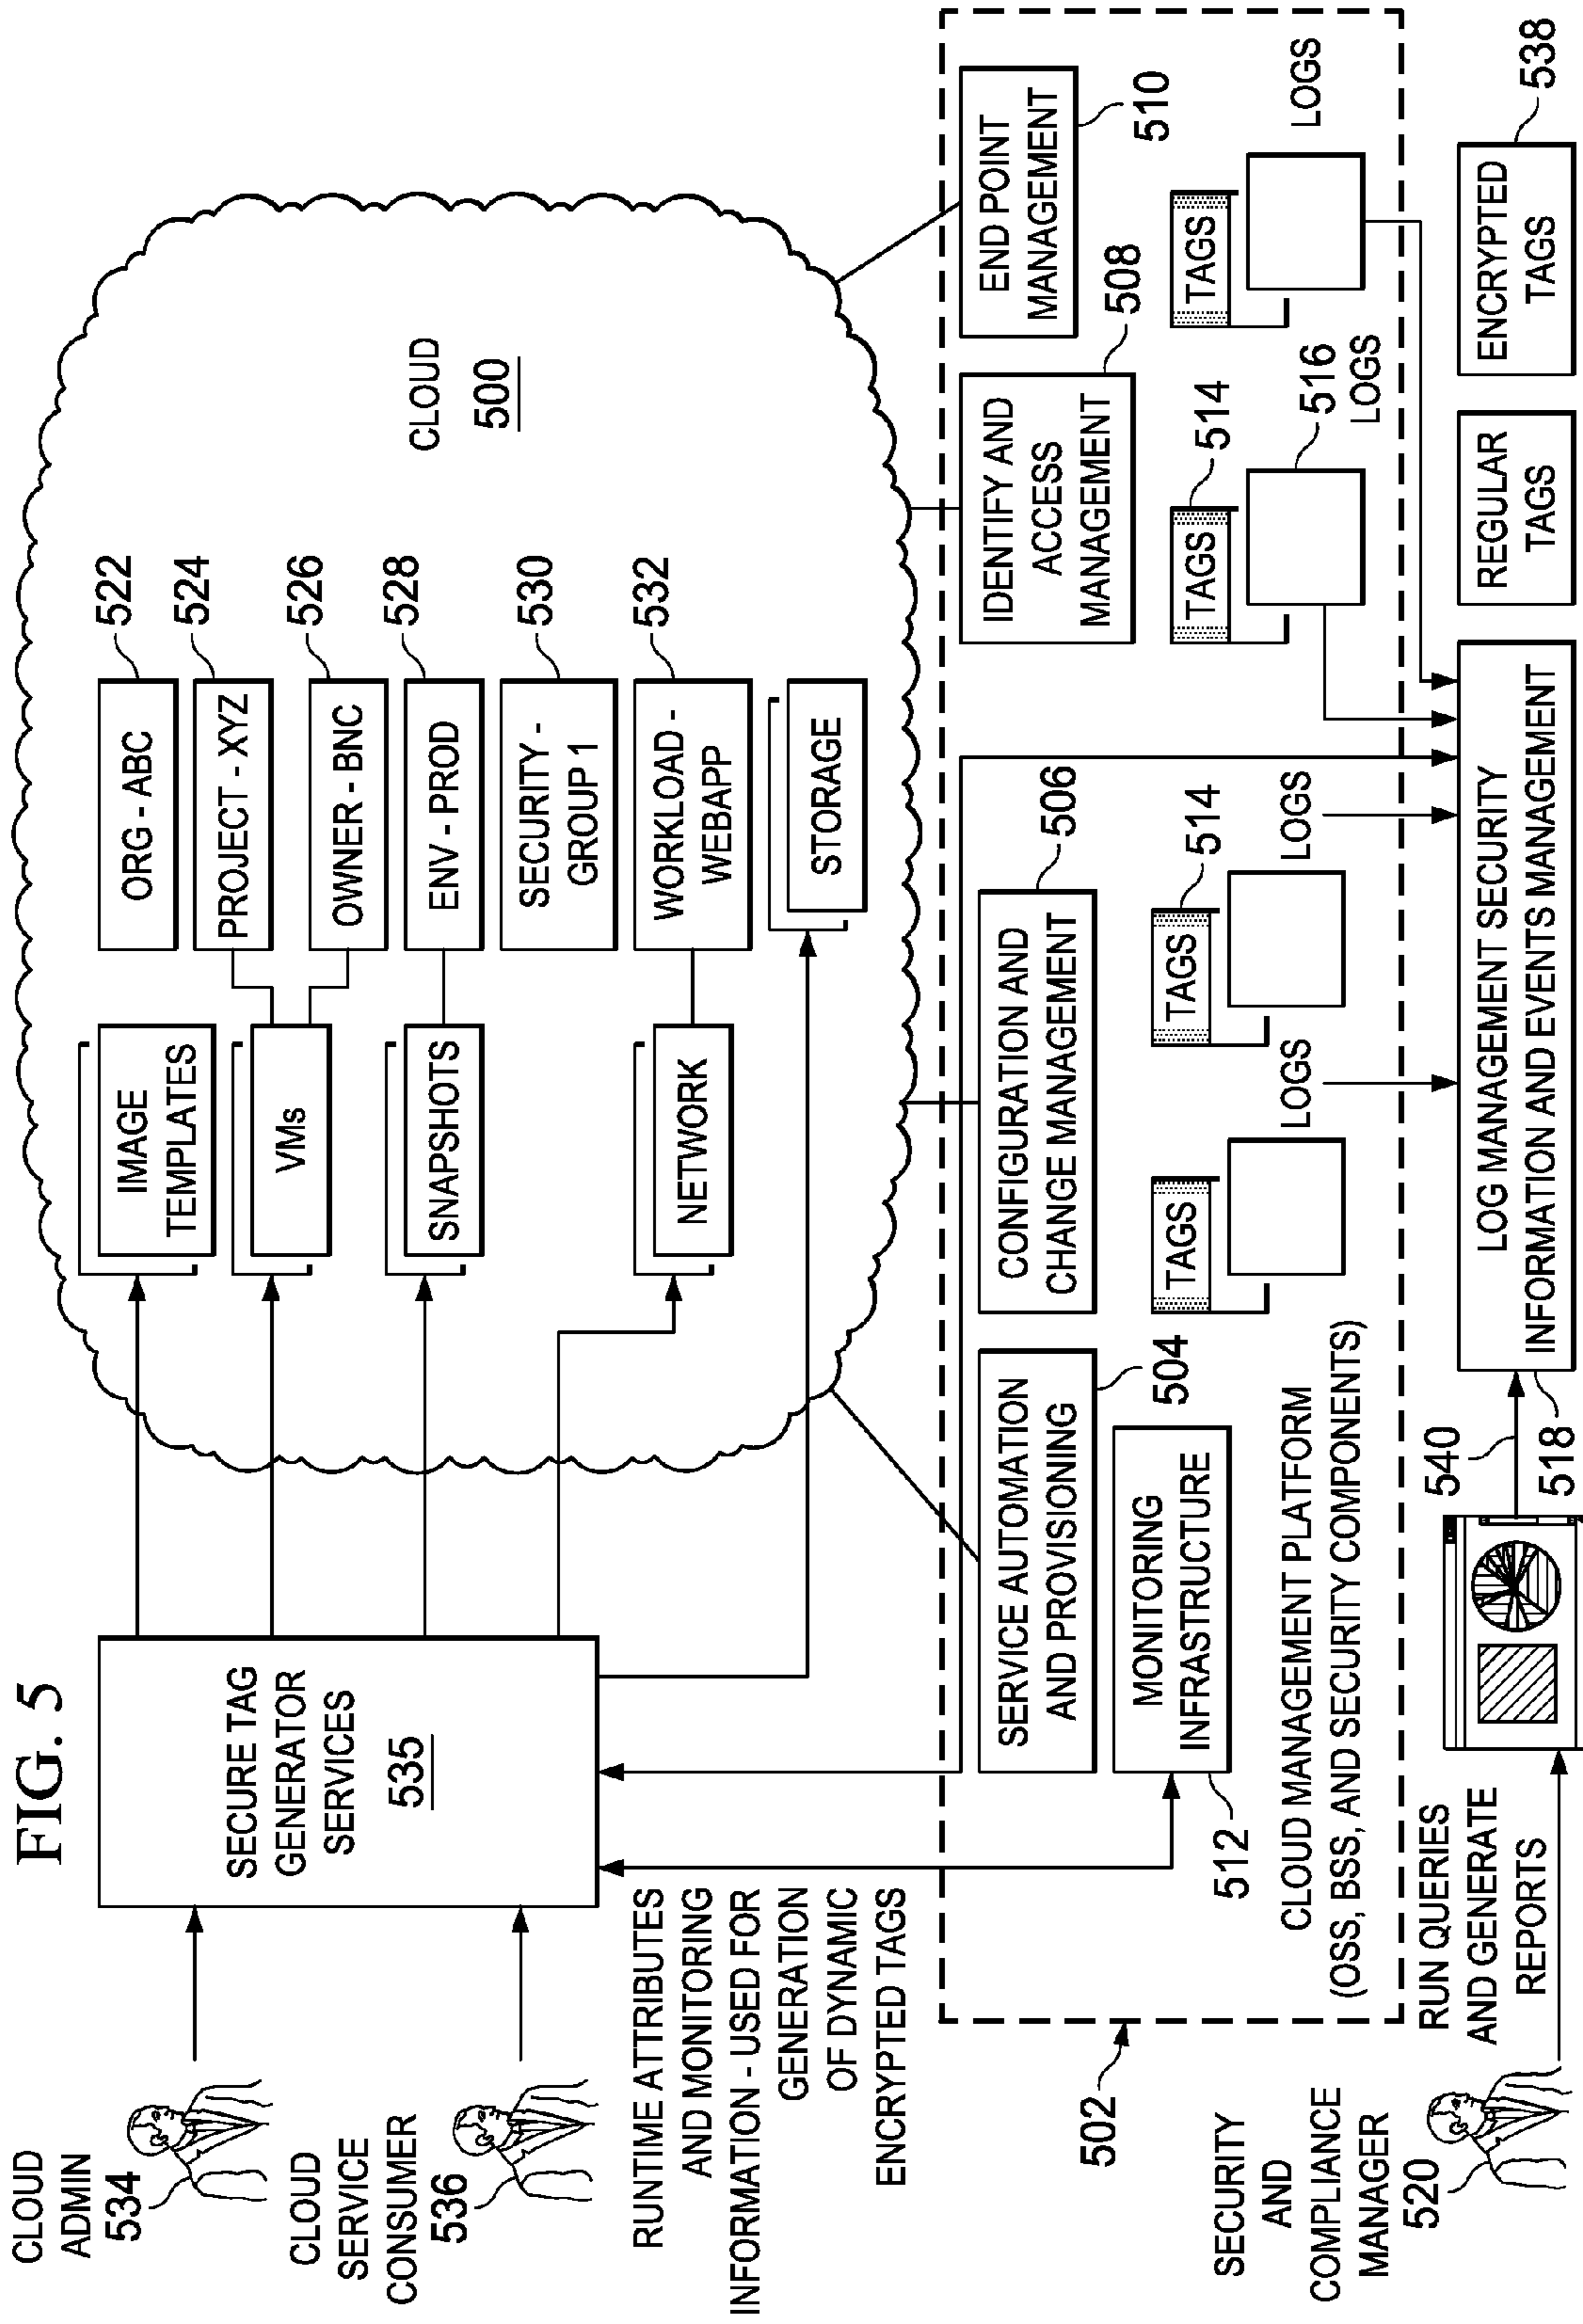 FIG. 5
CLOUD
ADMIN
534
CLOUD
SERVICE
CONSUMER
536
SECURE TAG
GENERATOR
SERVICES
535
RUNTIME ATTRIBUTES
AND MONITORING
INFORMATION - USED FOR
GENERATION
OF DYNAMIC
ENCRYPTED TAGS
IMAGE
TEMPLATES
VMs
SNAPSHOTS
NETWORK
ORG - ABC
522
PROJECT - XYZ
524
OWNER - BNC
526
ENV - PROD
528
SECURITY -
GROUP 1
530
WORKLOAD -
WEBAPP
532
STORAGE
CLOUD
500
502
SERVICE AUTOMATION
AND PROVISIONING
504
MONITORING
INFRASTRUCTURE
512
CONFIGURATION AND
CHANGE MANAGEMENT
506
IDENTIFY AND
ACCESS
MANAGEMENT
508
END POINT
MANAGEMENT
510
TAGS
LOGS
TAGS
514
LOGS
TAGS
514
516
LOGS
TAGS
LOGS
CLOUD MANAGEMENT PLATFORM
(OSS, BSS, AND SECURITY COMPONENTS)
SECURITY
AND
COMPLIANCE
MANAGER
520
RUN QUERIES
AND GENERATE
REPORTS
540
518
LOG MANAGEMENT SECURITY
INFORMATION AND EVENTS MANAGEMENT
REGULAR
TAGS
ENCRYPTED
TAGS
538